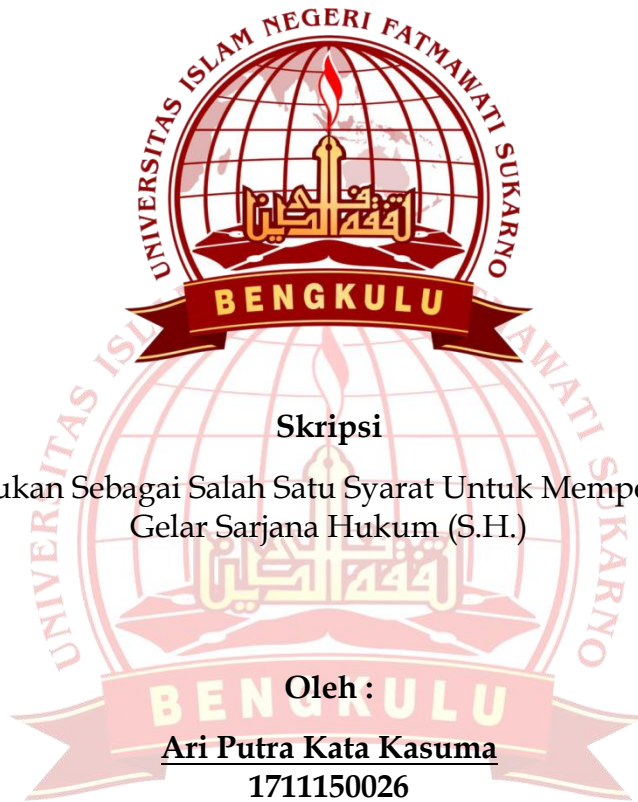 UNIVERSITAS ISLAM NEGERI FATMAWATI SUKARNO
BENGKULU
Skripsi
Sebagai Salah Satu Syarat Untuk
Gelar Sarjana Hukum (S.H.)
Oleh :
Ari Putra Kata Kasuma
1711150026